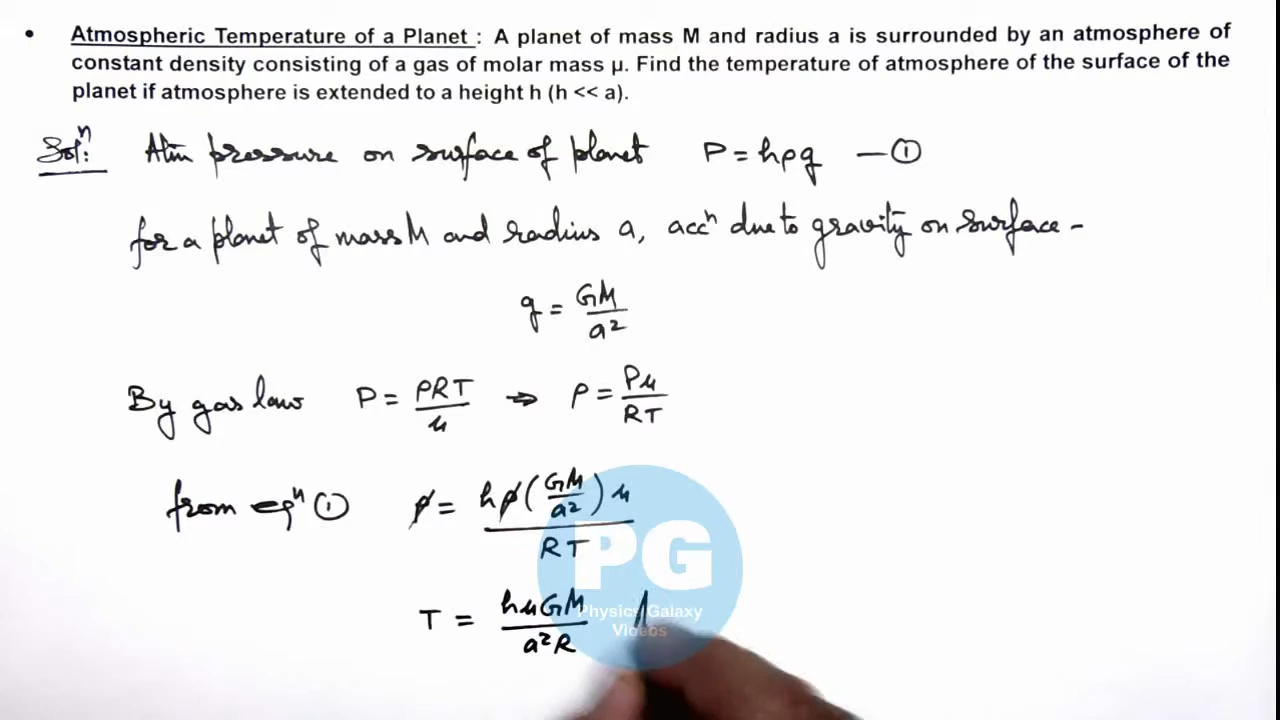 • Atmospheric Temperature of a Planet : A planet of mass M and radius a is surrounded by an atmosphere of
constant density consisting of a gas of molar mass μ. Find the temperature of atmosphere of the surface of the
planet if atmosphere is extended to a height h (h << a).
Solⁿ: Atm pressure on surface of planet P = hρg —①
for a planet of mass M and radius a, accⁿ due to gravity on surface -
g = GM/a²
By gas law P = ρRT/μ → ρ = Pμ/RT
from eqⁿ ① P = hP(GM/a²)μ/RT
T = hμGM/a²R
PG
Physics Galaxy
Videos